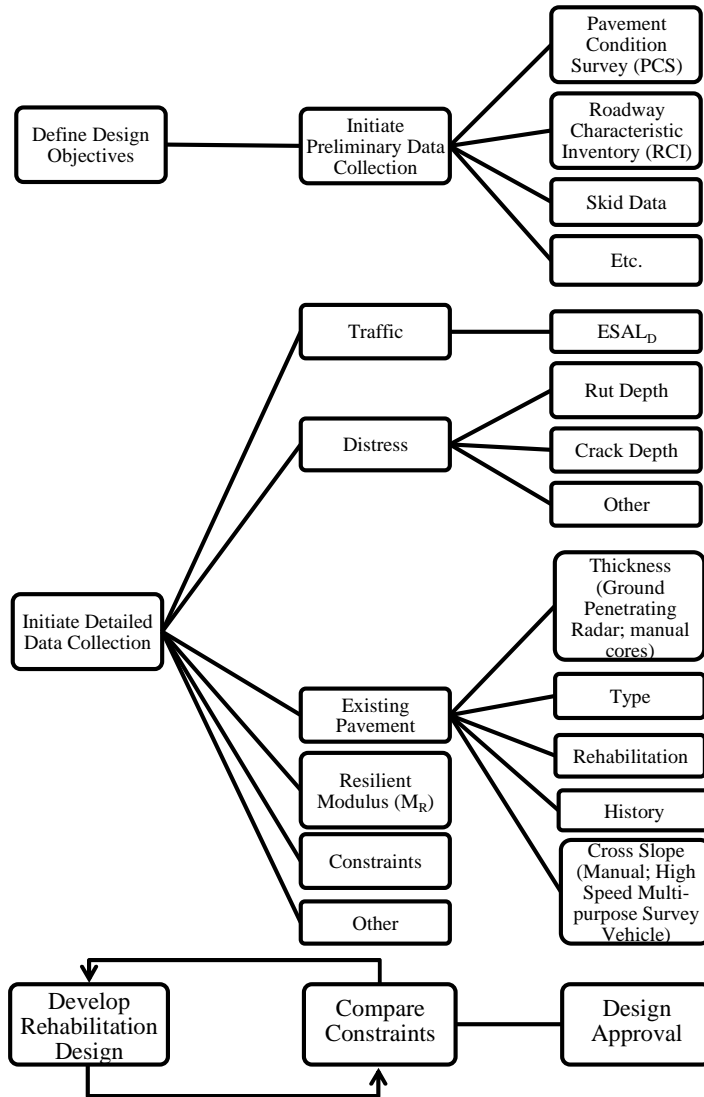 Define Design
Objectives
Initiate
Preliminary Data
Collection
Pavement
Condition
Survey (PCS)
Roadway
Characteristic
Inventory (RCI)
Skid Data
Etc.
Initiate Detailed
Data Collection
Traffic
ESAL_D
Distress
Rut Depth
Crack Depth
Other
Existing
Pavement
Thickness
(Ground
Penetrating
Radar; manual
cores)
Type
Rehabilitation
History
Cross Slope
(Manual; High
Speed Multi-
purpose Survey
Vehicle)
Resilient
Modulus (M_R)
Constraints
Other
Develop
Rehabilitation
Design
Compare
Constraints
Design
Approval